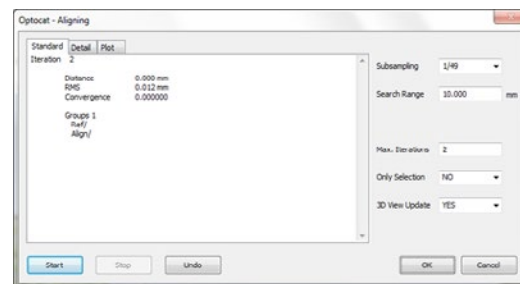 Optocat - Aligning
Standard Detail Plot
Iteration 2
Distance 0.000 mm
RMS 0.012 mm
Convergence 0.000000
Groups 1
Ref/
Align/
Subsampling 1/49
Search Range 10.000 mm
Max. Iterations 2
Only Selection NO
3D View Update YES
Start Stop Undo OK Cancel